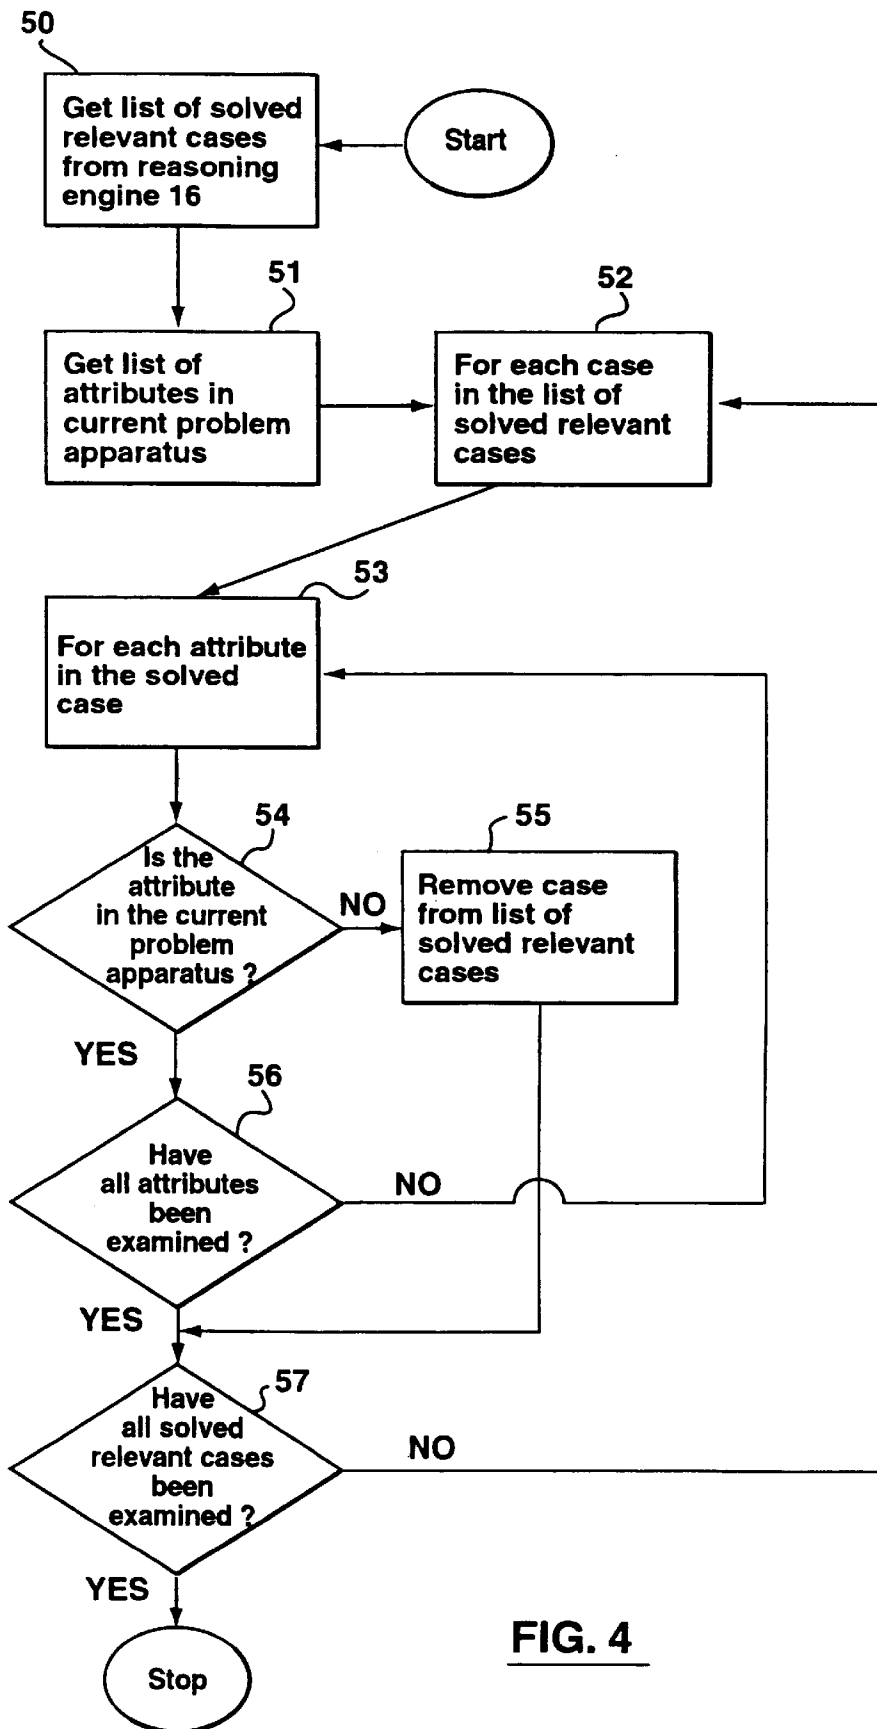 50
Get list of solved
relevant cases
from reasoning
engine 16
Start
51
Get list of
attributes in
current problem
apparatus
52
For each case
in the list of
solved relevant
cases
53
For each attribute
in the solved
case
54
Is the
attribute
in the current
problem
apparatus ?
NO
55
Remove case
from list of
solved relevant
cases
YES
56
Have
all attributes
been
examined ?
NO
YES
57
Have
all solved
relevant cases
been
examined ?
NO
YES
Stop
FIG. 4